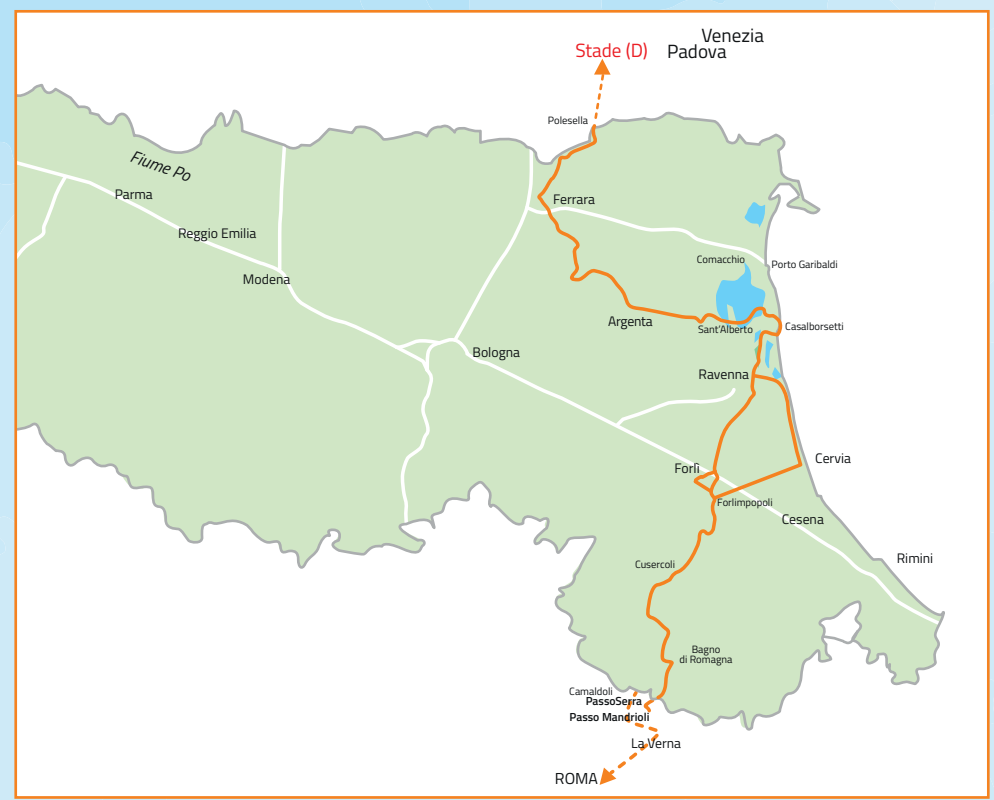 Venezia
Stade (D)
Padova
Polesella
Fiume Po
Parma
Ferrara
Reggio Emilia
Comacchio
Porto Garibaldi
Modena
Argenta
Sant'Alberto
Casalborsetti
Bologna
Ravenna
Cervia
Forlì
Forlimpopoli
Cesena
Rimini
Cusercoli
Bagno
di Romagna
Camaldoli
PassoSerra
Passo Mandrioli
La Verna
ROMA